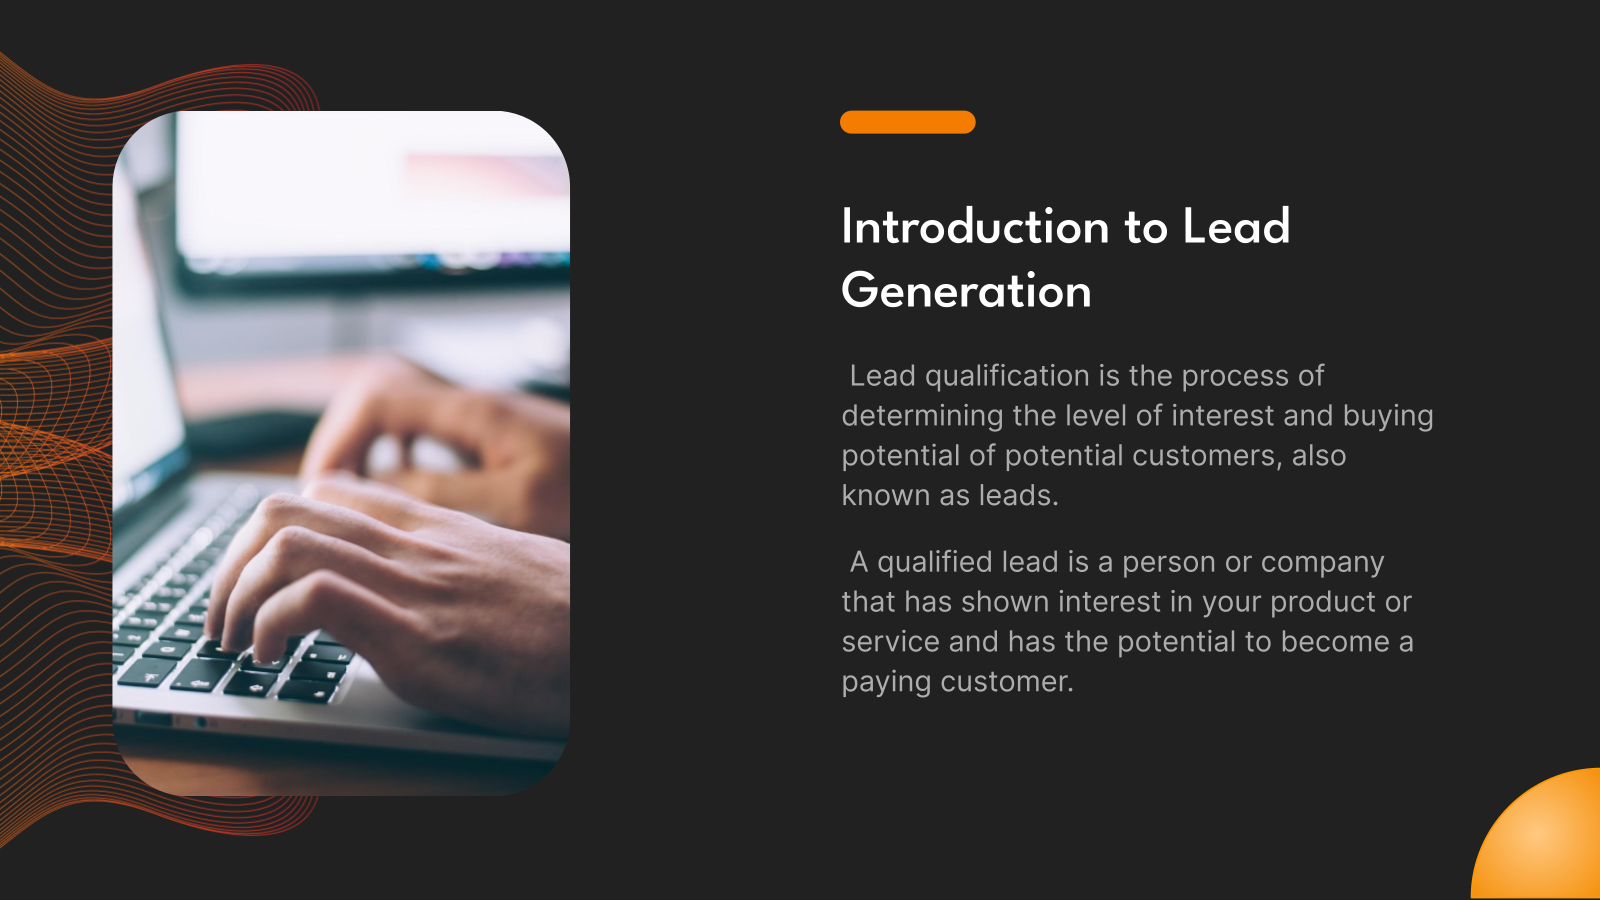 Introduction to Lead
Generation
Lead qualification is the process of
determining the level of interest and buying
potential of potential customers, also
known as leads.
A qualified lead is a person or company
that has shown interest in your product or
service and has the potential to become a
paying customer.